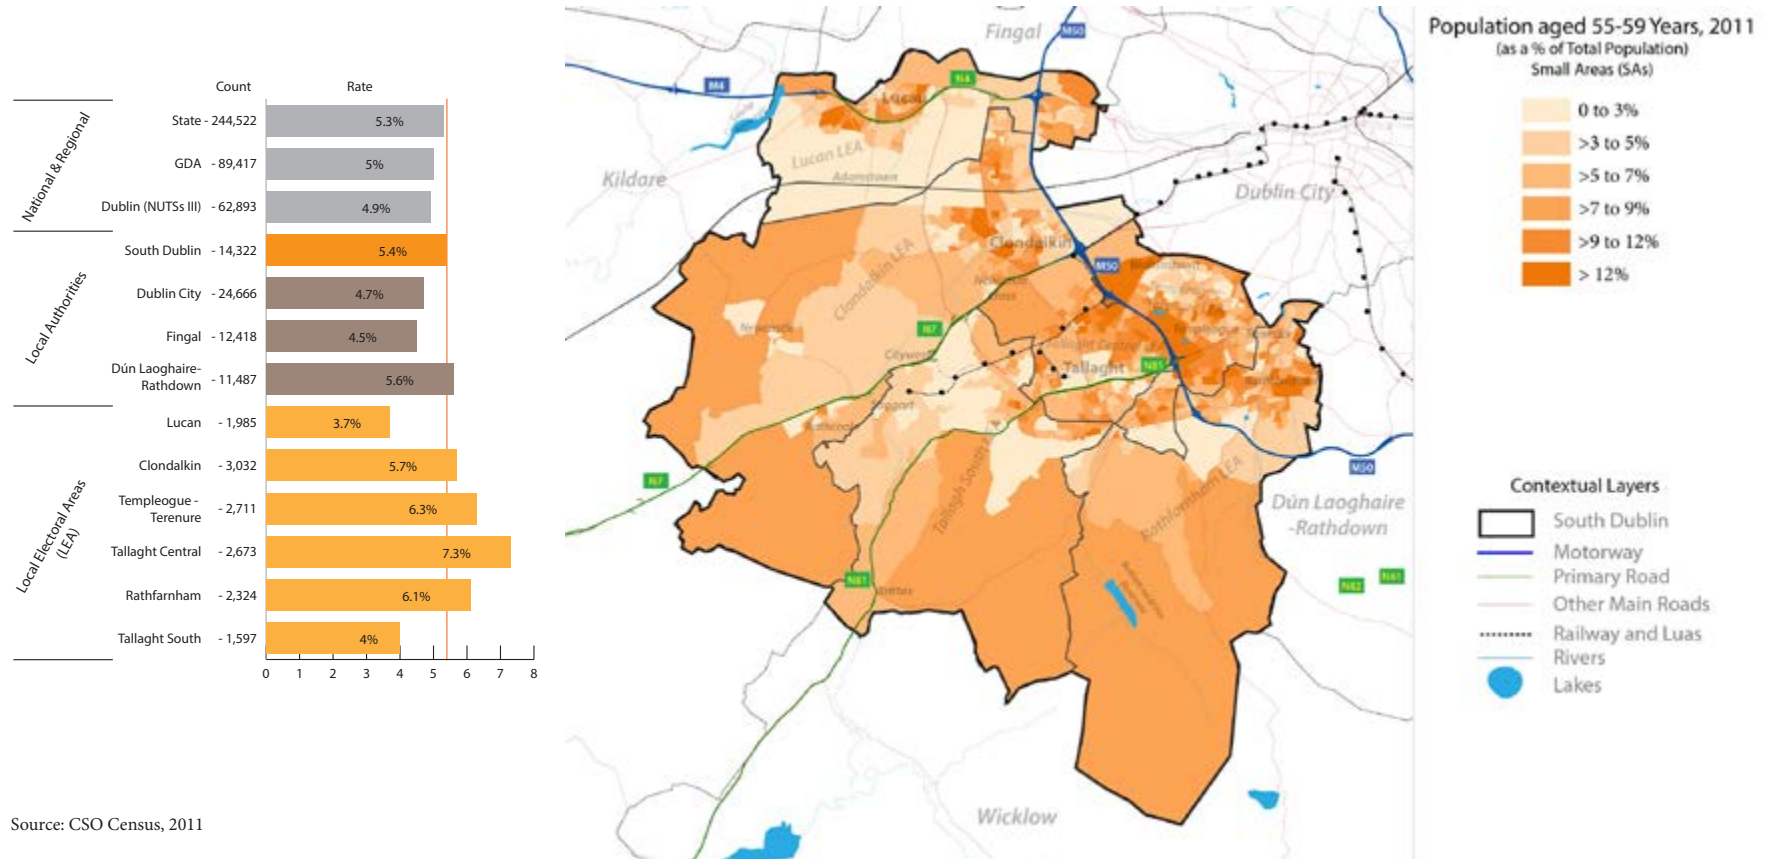 Count
Rate
National & Regional
State - 244,522
5.3%
GDA - 89,417
5%
Dublin (NUTSs III) - 62,893
4.9%
Local Authorities
South Dublin - 14,322
5.4%
Dublin City - 24,666
4.7%
Fingal - 12,418
4.5%
Dún Laoghaire-
Rathdown - 11,487
5.6%
Local Electoral Areas
(LEA)
Lucan - 1,985
3.7%
Clondalkin - 3,032
5.7%
Templeogue -
Terenure - 2,711
6.3%
Tallaght Central - 2,673
7.3%
Rathfarnham - 2,324
6.1%
Tallaght South - 1,597
4%
0 1 2 3 4 5 6 7 8
Source: CSO Census, 2011
Fingal
M50
M4
N4
Lucan
Lucan LEA
Adamstown
Kildare
Dublin City
Clondalkin
Clondalkin LEA
M50
N7
Citywest
Tallaght Central LEA
Tallaght
N81
Rathcoole
N7
M50
Tallagh South
Rathfarnham LEA
Dún Laoghaire
-Rathdown
N82
N81
N81
Wicklow
Population aged 55-59 Years, 2011
(as a % of Total Population)
Small Areas (SAs)
0 to 3%
>3 to 5%
>5 to 7%
>7 to 9%
>9 to 12%
> 12%
Contextual Layers
South Dublin
Motorway
Primary Road
Other Main Roads
Railway and Luas
Rivers
Lakes